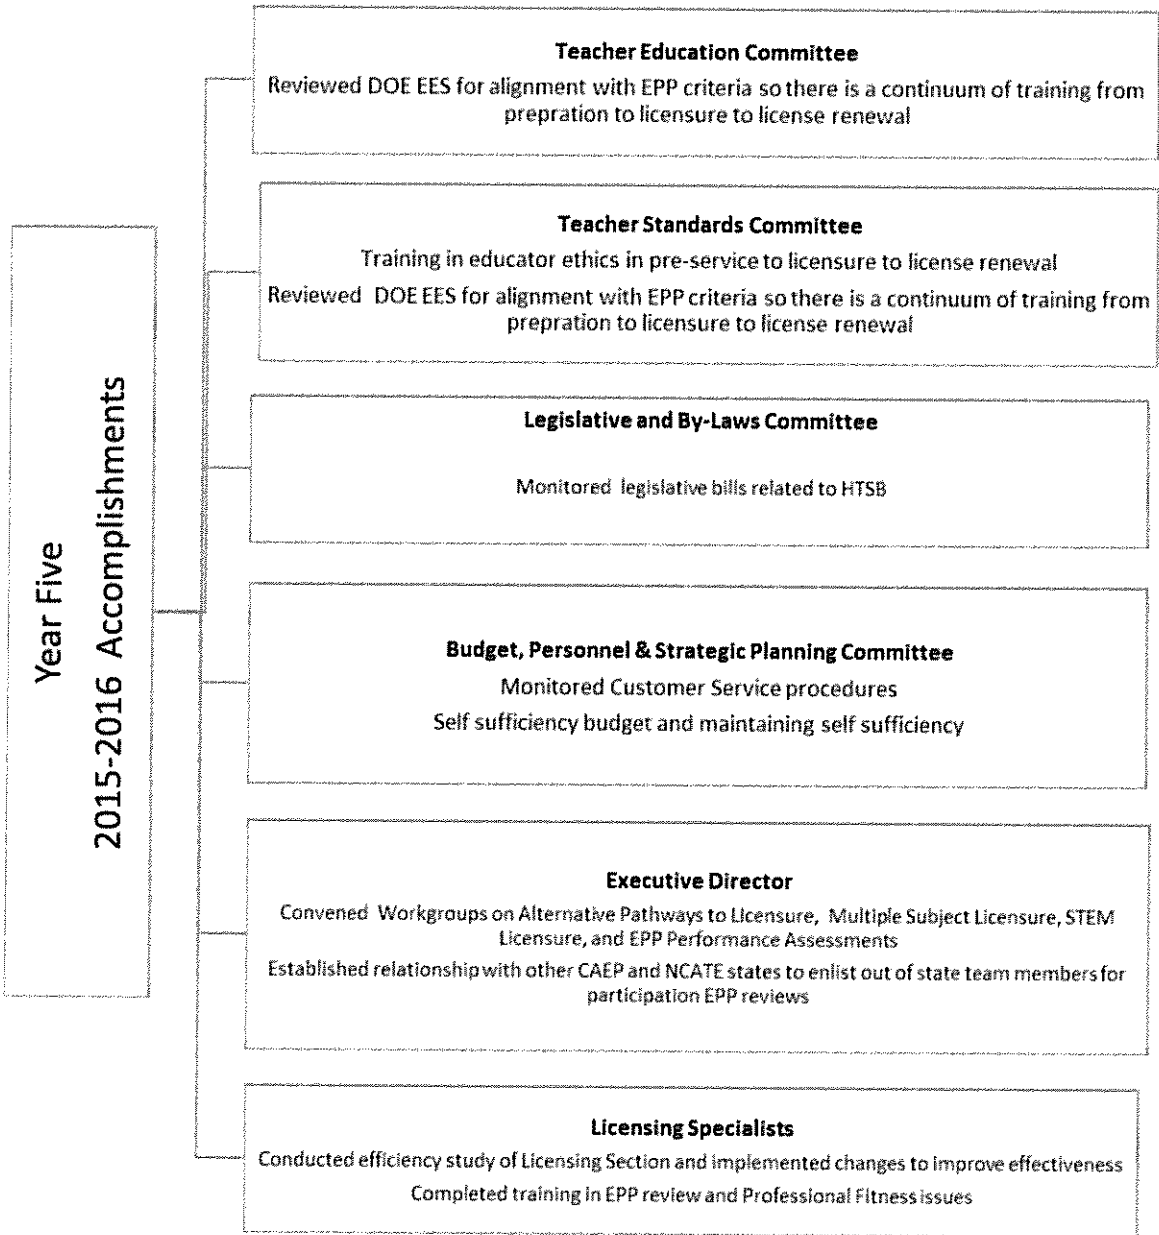 Year Five
2015-2016 Accomplishments
Teacher Education Committee
Reviewed DOE EES for alignment with EPP criteria so there is a continuum of training from
prepration to licensure to license renewal
Teacher Standards Committee
Training in educator ethics in pre-service to licensure to license renewal
Reviewed DOE EES for alignment with EPP criteria so there is a continuum of training from
prepration to licensure to license renewal
Legislative and By-Laws Committee
Monitored legislative bills related to HTSB
Budget, Personnel & Strategic Planning Committee
Monitored Customer Service procedures
Self sufficiency budget and maintaining self sufficiency
Executive Director
Convened Workgroups on Alternative Pathways to Licensure, Multiple Subject Licensure, STEM
Licensure, and EPP Performance Assessments
Established relationship with other CAEP and NCATE states to enlist out of state team members for
participation EPP reviews
Licensing Specialists
Conducted efficiency study of Licensing Section and implemented changes to improve effectiveness
Completed training in EPP review and Professional Fitness issues